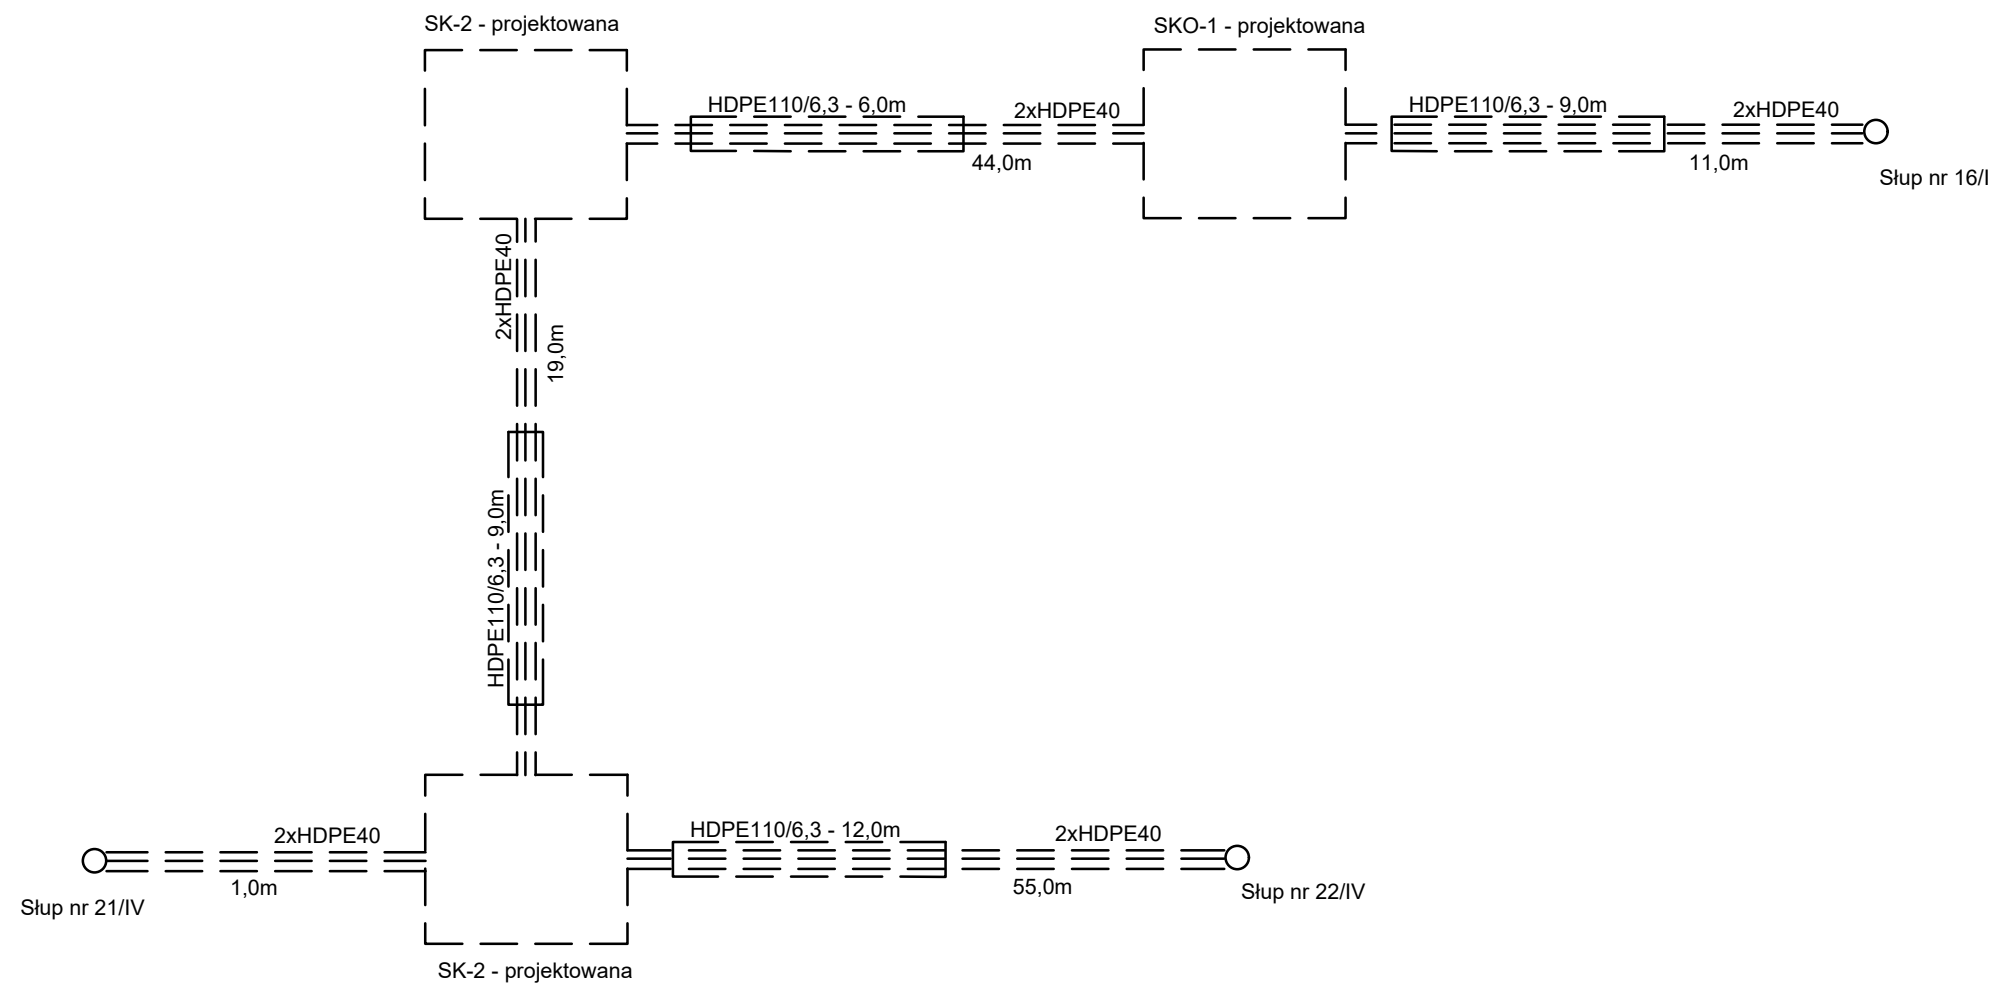 SK-2 - projektowana
SKO-1 - projektowana
HDPE110/6,3 - 6,0m
2xHDPE40
44,0m
HDPE110/6,3 - 9,0m
2xHDPE40
11,0m
Słup nr 16/I
2xHDPE40
19,0m
HDPE110/6,3 - 9,0m
2xHDPE40
1,0m
Słup nr 21/IV
HDPE110/6,3 - 12,0m
2xHDPE40
55,0m
Słup nr 22/IV
SK-2 - projektowana